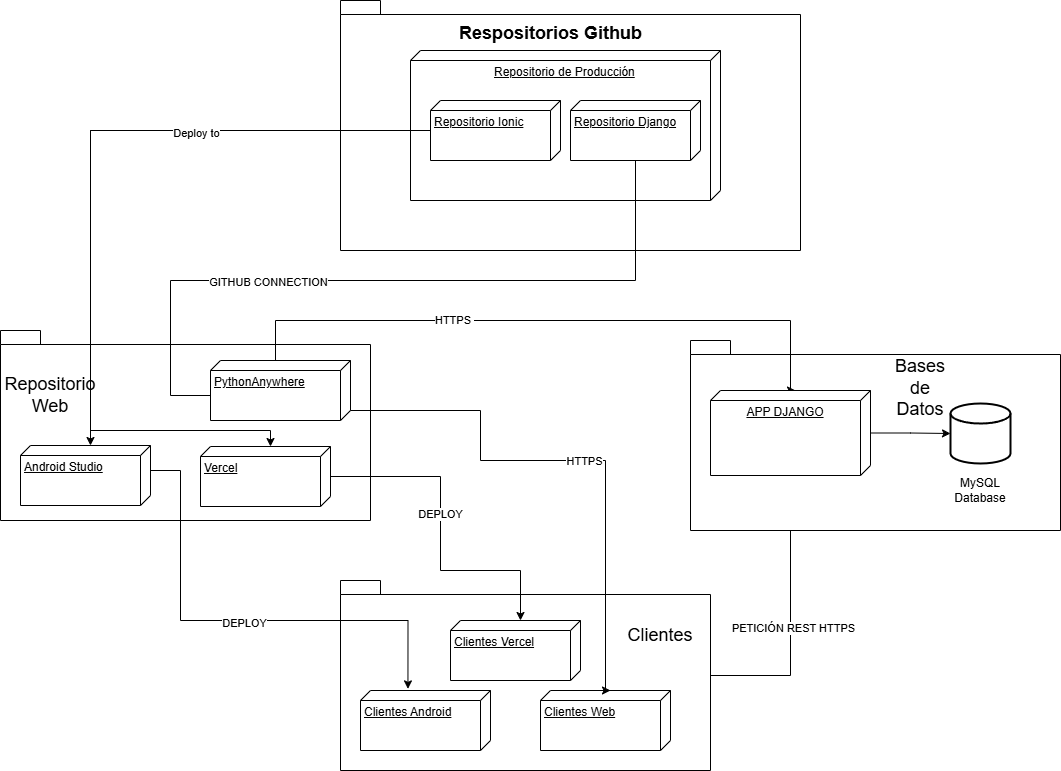 Respositorios Github
Repositorio de Producción
Repositorio Ionic
Repositorio Django
Deploy to
GITHUB CONNECTION
HTTPS
Repositorio
Web
PythonAnywhere
Android Studio
Vercel
Bases
de
Datos
APP DJANGO
MySQL
Database
HTTPS
DEPLOY
DEPLOY
Clientes
Clientes Vercel
Clientes Android
Clientes Web
PETICIÓN REST HTTPS